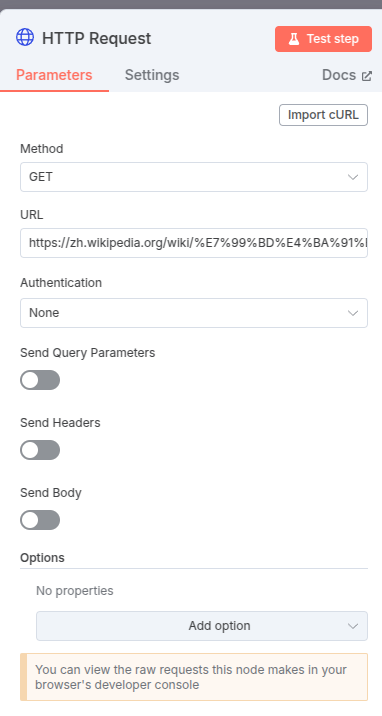 HTTP Request
Test step
Parameters
Settings
Docs
Import cURL
Method
GET
URL
https://zh.wikipedia.org/wiki/%E7%99%BD%E4%BA%91%
Authentication
None
Send Query Parameters
Send Headers
Send Body
Options
No properties
Add option
You can view the raw requests this node makes in your
browser's developer console